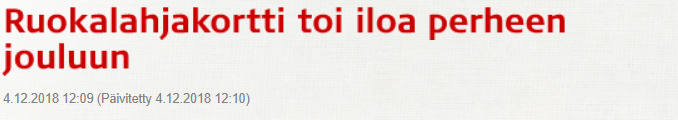 Ruokalahjakortti toi iloa perheen
jouluun
4.12.2018 12:09 (Päivitetty 4.12.2018 12:10)